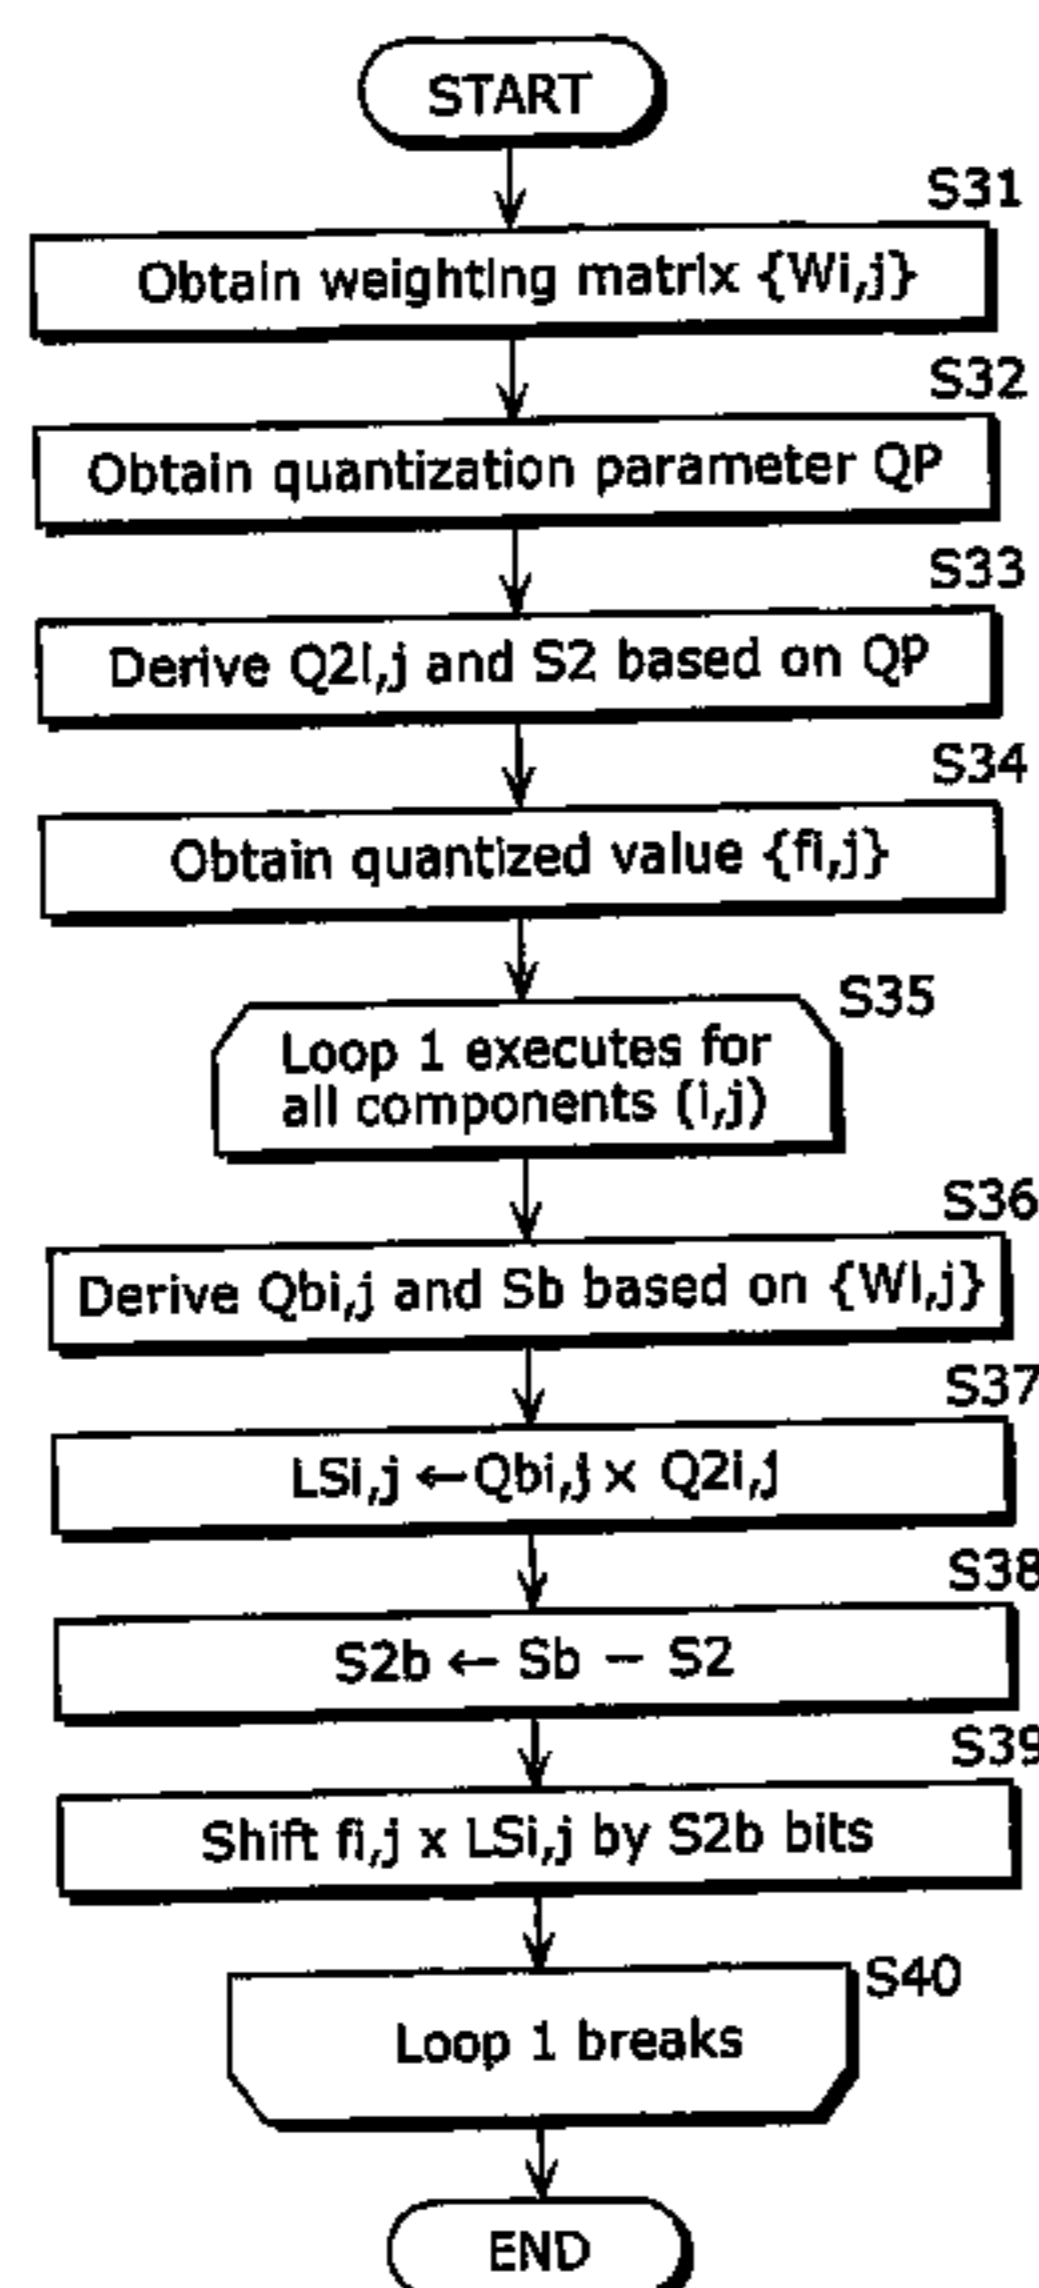 START
S31
Obtain weighting matrix {Wi,j}
S32
Obtain quantization parameter QP
S33
Derive Q2i,j and S2 based on QP
S34
Obtain quantized value {fi,j}
S35
Loop 1 executes for
all components (i,j)
S36
Derive Qbi,j and Sb based on {Wi,j}
S37
LSi,j ← Qbi,j x Q2i,j
S38
S2b ← Sb − S2
S39
Shift fi,j x LSi,j by S2b bits
S40
Loop 1 breaks
END